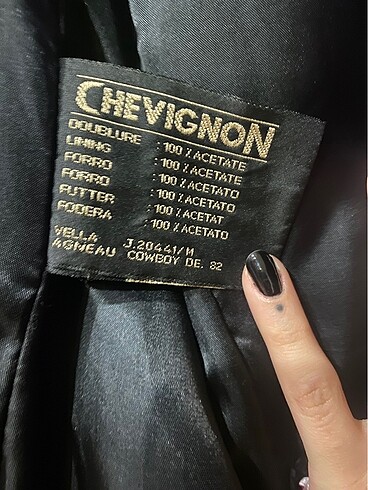 CHEVIGNON
DOUBLURE : 100 % ACETATE
LINING : 100 % ACETATE
FORRO : 100 % ACETATO
FORRO : 100 % ACETATO
FUTTER : 100 % ACETAT
FODERA : 100 % ACETATO
VELLA J.20441/M
AGNEAU COWBOY DE. 82